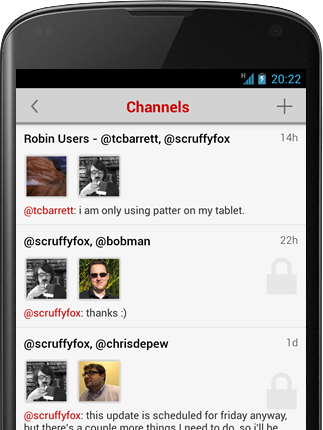 H 20:22
Channels
Robin Users - @tcbarrett, @scruffyfox 14h
@tcbarrett: i am only using patter on my tablet.
@scruffyfox, @bobman 22h
@scruffyfox: thanks :)
@scruffyfox, @chrisdepew 1d
@scruffyfox: this update is scheduled for friday anyway,
but there's a couple more things I need to do, so i'll be